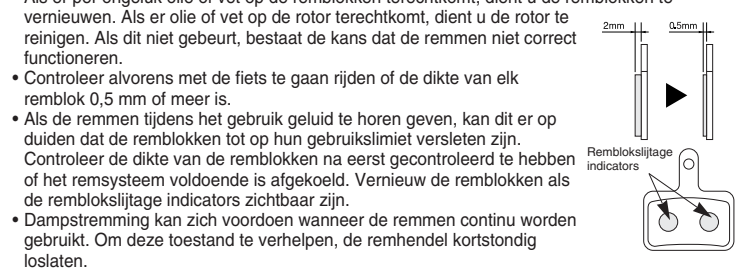 vernieuwen. Als er olie of vet op de rotor terechtkomt, dient u de rotor te
reinigen. Als dit niet gebeurt, bestaat de kans dat de remmen niet correct
functioneren.
• Controleer alvorens met de fiets te gaan rijden of de dikte van elk
remblok 0,5 mm of meer is.
• Als de remmen tijdens het gebruik geluid te horen geven, kan dit er op
duiden dat de remblokken tot op hun gebruikslimiet versleten zijn.
Controleer de dikte van de remblokken na eerst gecontroleerd te hebben
of het remsysteem voldoende is afgekoeld. Vernieuw de remblokken als
de remblokslijtage indicators zichtbaar zijn.
• Dampstremming kan zich voordoen wanneer de remmen continu worden
gebruikt. Om deze toestand te verhelpen, de remhendel kortstondig
loslaten.
2mm
0.5mm
Remblokslijtage
indicators